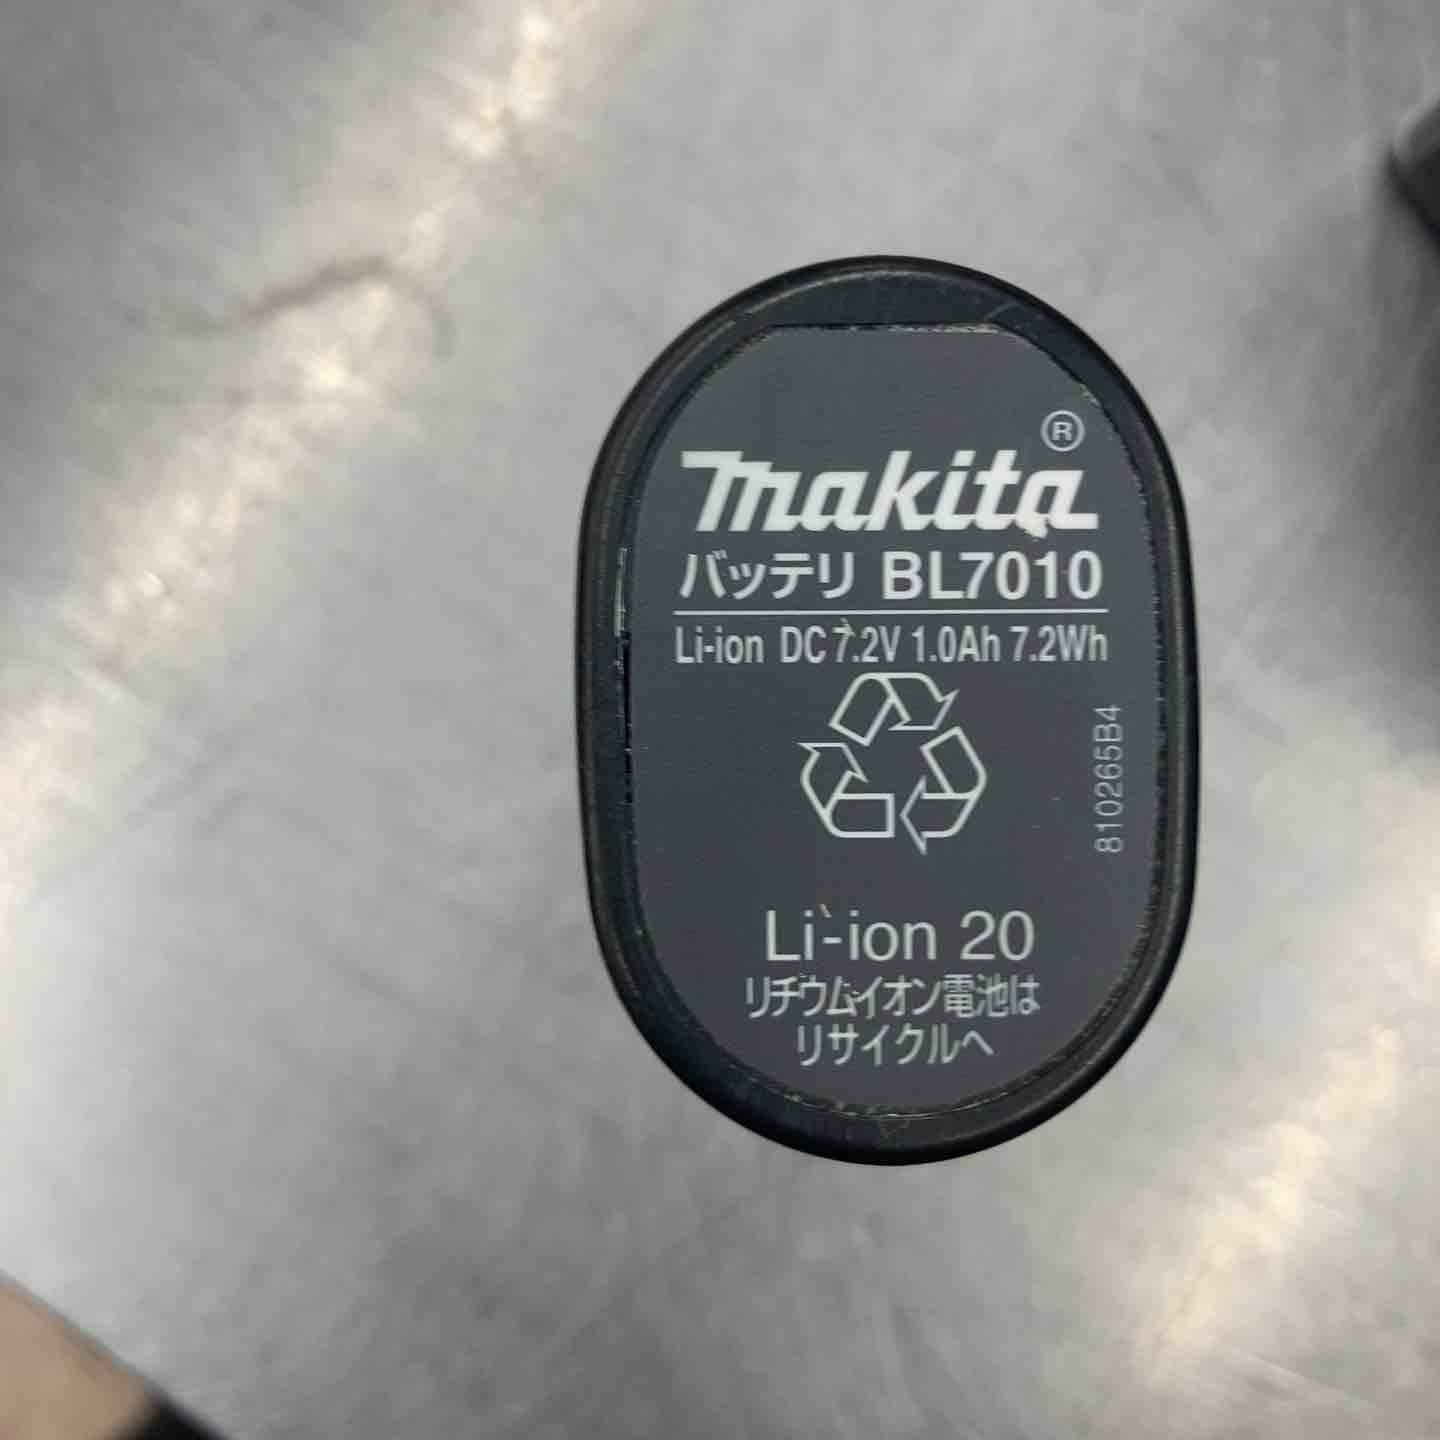 makita®
バッテリ BL7010
Li-ion DC 7.2V 1.0Ah 7.2Wh
810265B4
Li-ion 20
リチウムイオン電池は
リサイクルへ